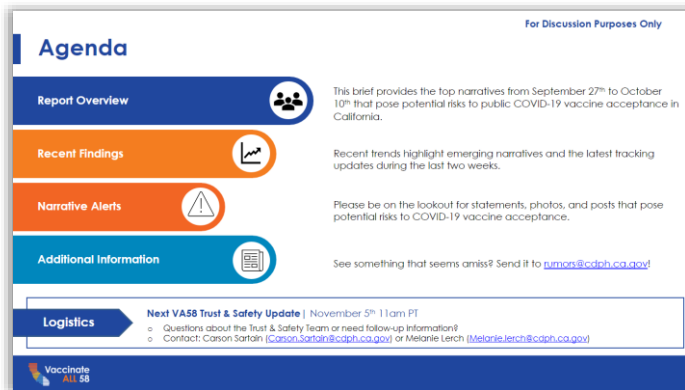 For Discussion Purposes Only
Agenda
Report Overview
This brief provides the top narratives from September 27th to October
10th that pose potential risks to public COVID-19 vaccine acceptance in
California.
Recent Findings
Recent trends highlight emerging narratives and the latest tracking
updates during the last two weeks.
Narrative Alerts
Please be on the lookout for statements, photos, and posts that pose
potential risks to COVID-19 vaccine acceptance.
Additional Information
See something that seems amiss? Send it to rumors@cdph.ca.gov!
Logistics
Next VA58 Trust & Safety Update | November 5th 11am PT
o Questions about the Trust & Safety Team or need follow-up information?
o Contact: Carson Sartain (Carson.Sartain@cdph.ca.gov) or Melanie Lerch (Melanie.lerch@cdph.ca.gov)
Vaccinate
ALL 58